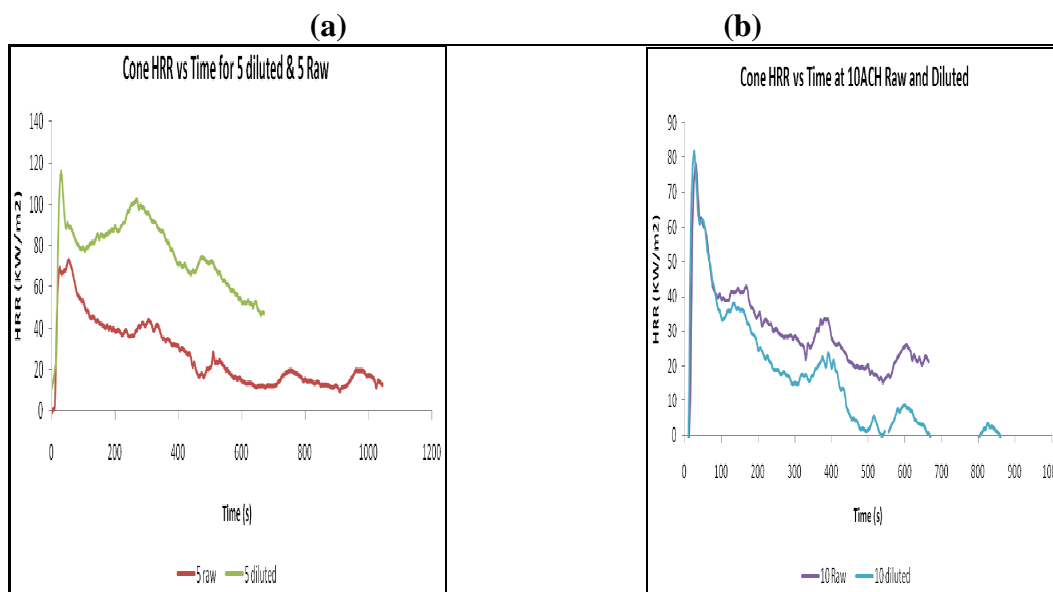 (a)
(b)
Cone HRR vs Time for 5 diluted & 5 Raw
140
120
100
80
60
40
20
0
HRR (KW/m2)
0 200 400 600 800 1000 1200
Time (s)
5 raw 5 diluted
Cone HRR vs Time at 10ACH Raw and Diluted
90
80
70
60
50
40
30
20
10
0
HRR (KW/m2)
0 100 200 300 400 500 600 700 800 900
Time (s)
10 Raw 10 diluted